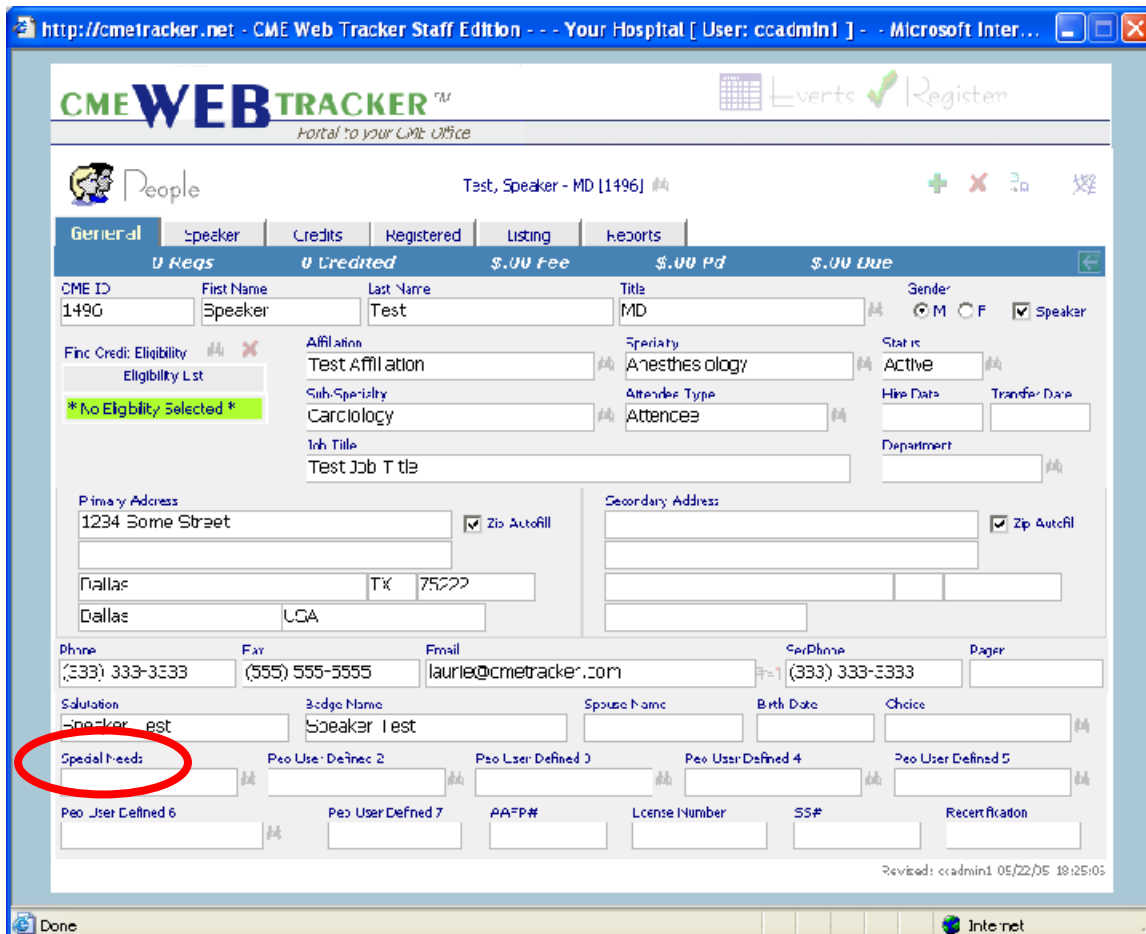 http://cmetracker.net - CME Web Tracker Staff Edition - - - Your Hospital [ User: ccadmin1 ] - - Microsoft Inter...
CME WEB TRACKER TM
Portal to your CME Office
Events Register
People
Test, Speaker - MD [1496]
General Speaker Credits Registered Listing Reports
0 Regs 0 Credited $.00 Fee $.00 Pd $.00 Due
CME ID First Name Last Name Title Gender
1496 Speaker Test MD M F Speaker
Find Credit Eligibility Affiliation Specialty Status
Eligibility List Test Affiliation Anesthesiology Active
* No Eligibility Selected * Sub-Specialty Attendee Type Hire Date Transfer Date
Cardiology Attendee
Job Title Department
Test Job Title
Primary Address Secondary Address
1234 Some Street Zip Autofill Zip Autofill
Dallas TX 75222
Dallas USA
Phone Fax Email SecPhone Pager
(333) 333-3333 (555) 555-5555 laurie@cmetracker.com (333) 333-3333
Salutation Badge Name Spouse Name Birth Date Choice
Speaker Test Speaker Test
Special Needs Peo User Defined 2 Peo User Defined 3 Peo User Defined 4 Peo User Defined 5
Peo User Defined 6 Peo User Defined 7 AAFP# License Number SS# Recertification
Revised: ccadmin1
Done Internet